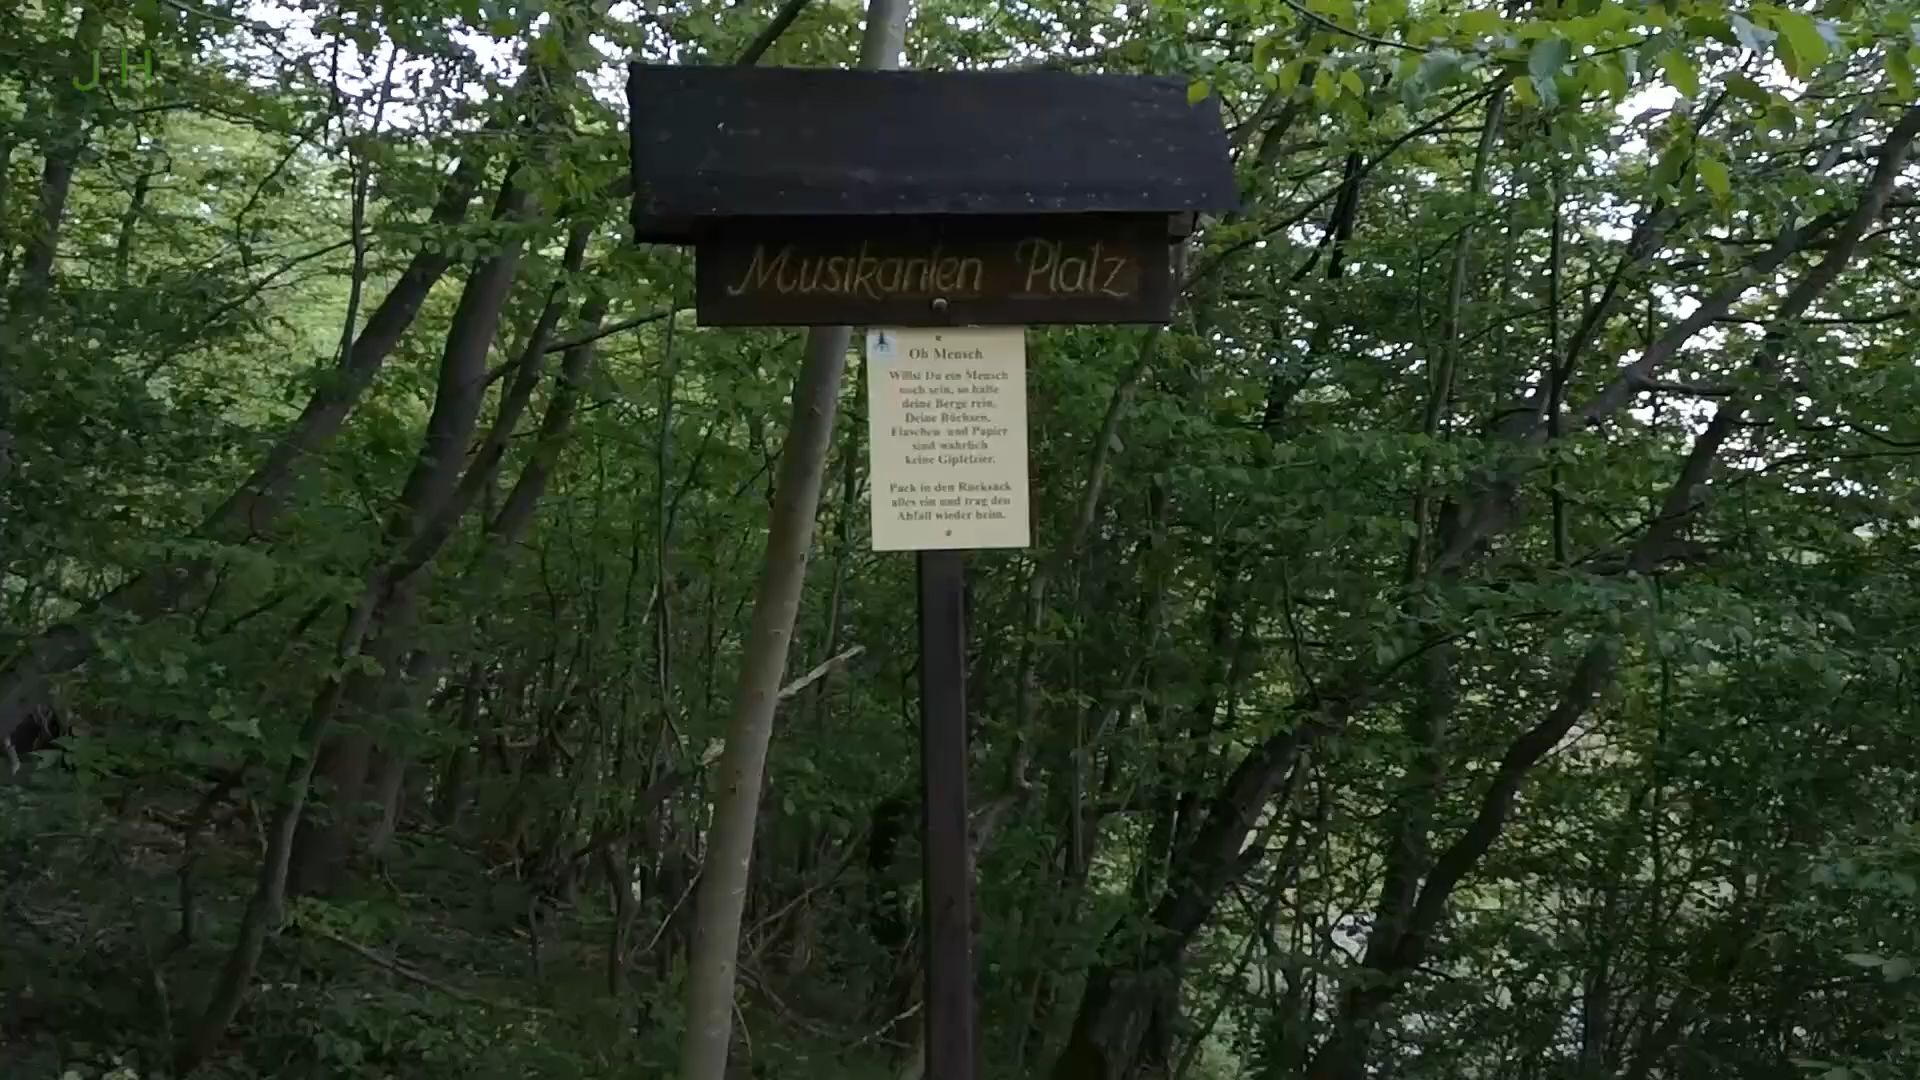 J.H
Musikanten Platz
Oh Mensch
Willst Du ein Mensch
noch sein, so halte
deine Berge rein.
Deine Büchsen,
Flaschen und Papier
sind wahrlich
keine Gipfelzier.
Pack in den Rucksack
alles ein und trag den
Abfall wieder heim.